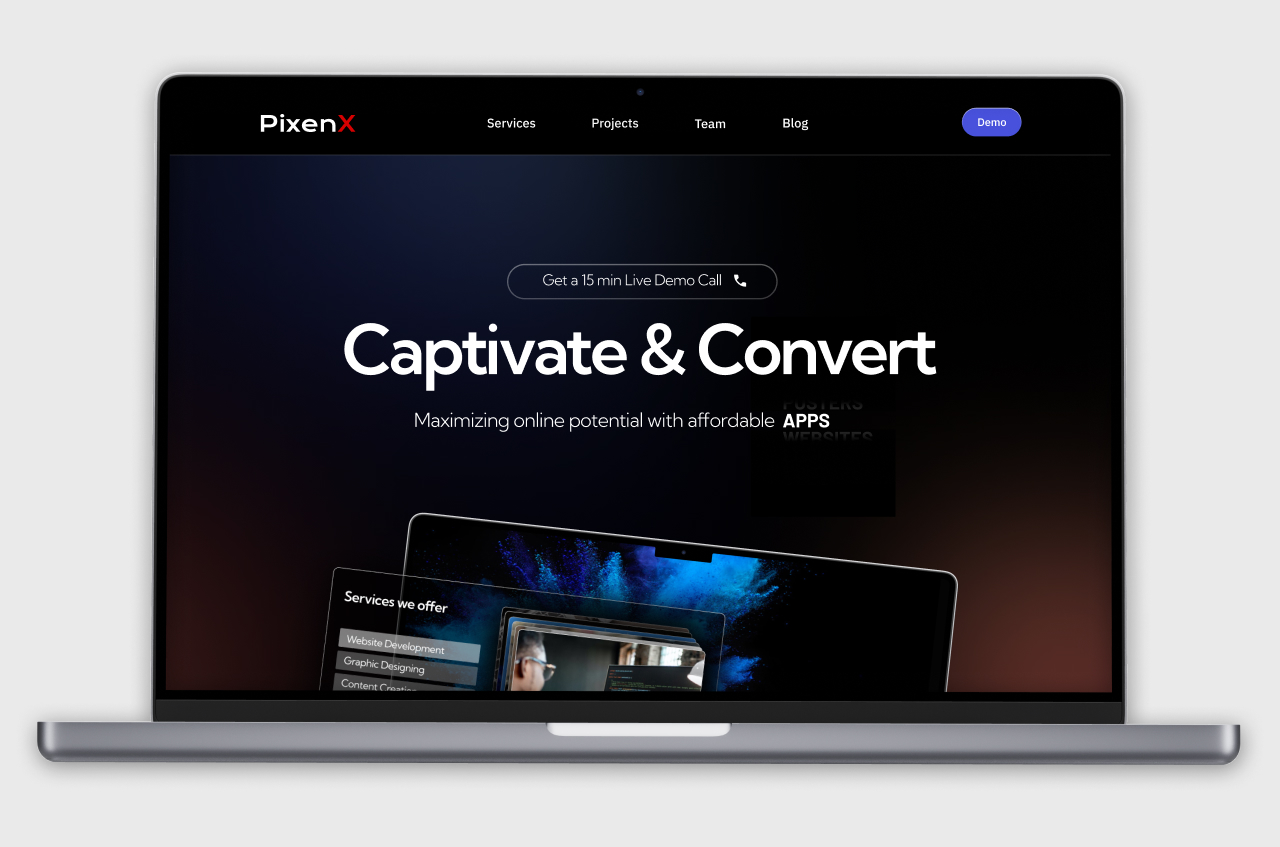 PixenX
Services Projects Team Blog
Demo
Get a 15 min Live Demo Call
Captivate & Convert
POSTERS
Maximizing online potential with affordable APPS
WEBSITES
Services we offer
Website Development
Graphic Designing
Content